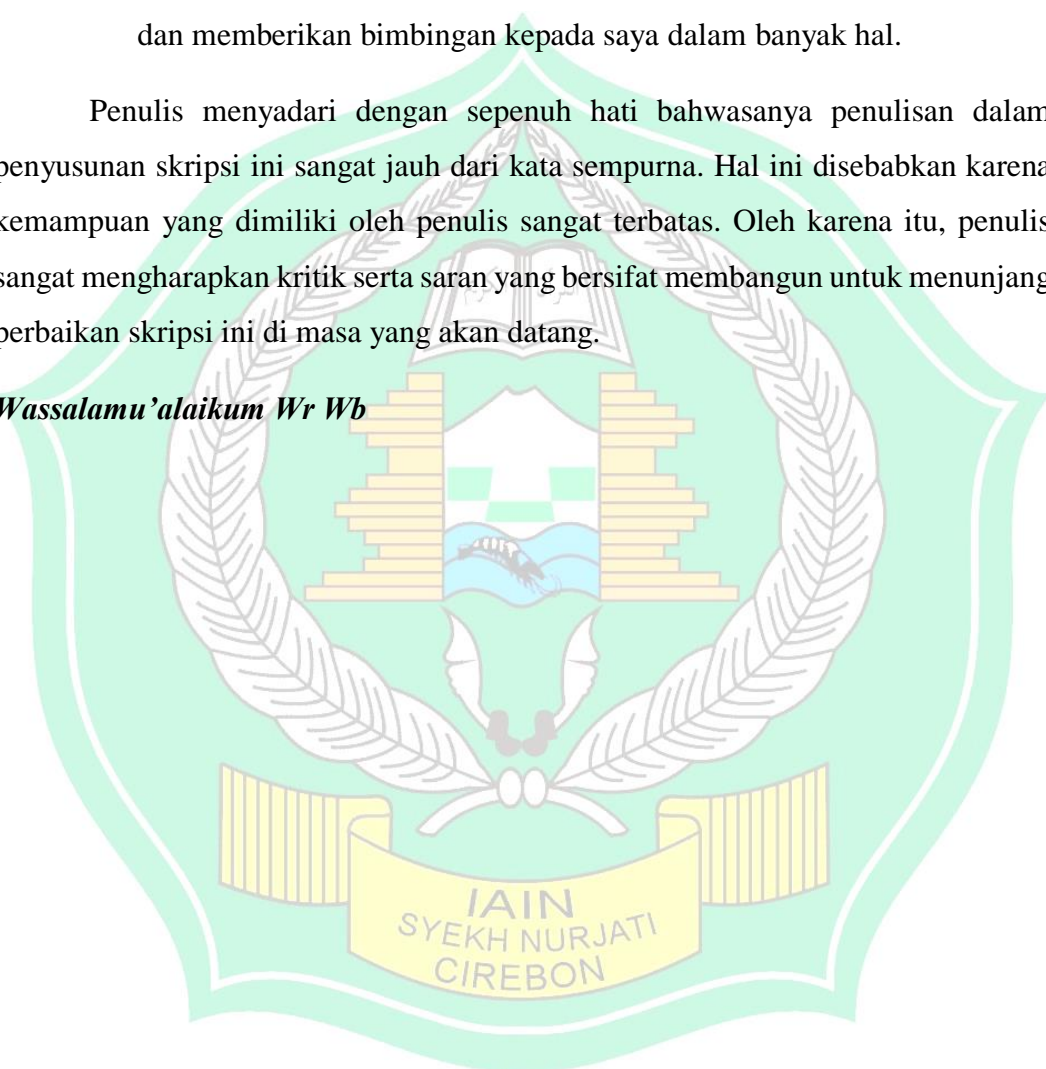 dan memberikan bimbingan kepada saya dalam banyak hal.
Penulis menyadari dengan sepenuh hati bahwasanya penulisan dalam
penyusunan skripsi ini sangat jauh dari kata sempurna. Hal ini disebabkan karena
kemampuan yang dimiliki oleh penulis sangat terbatas. Oleh karena itu, penulis
sangat mengharapkan kritik serta saran yang bersifat membangun untuk menunjang
perbaikan skripsi ini di masa yang akan datang.
Wassalamu’alaikum Wr Wb
IAIN
SYEKH NURJATI
CIREBON